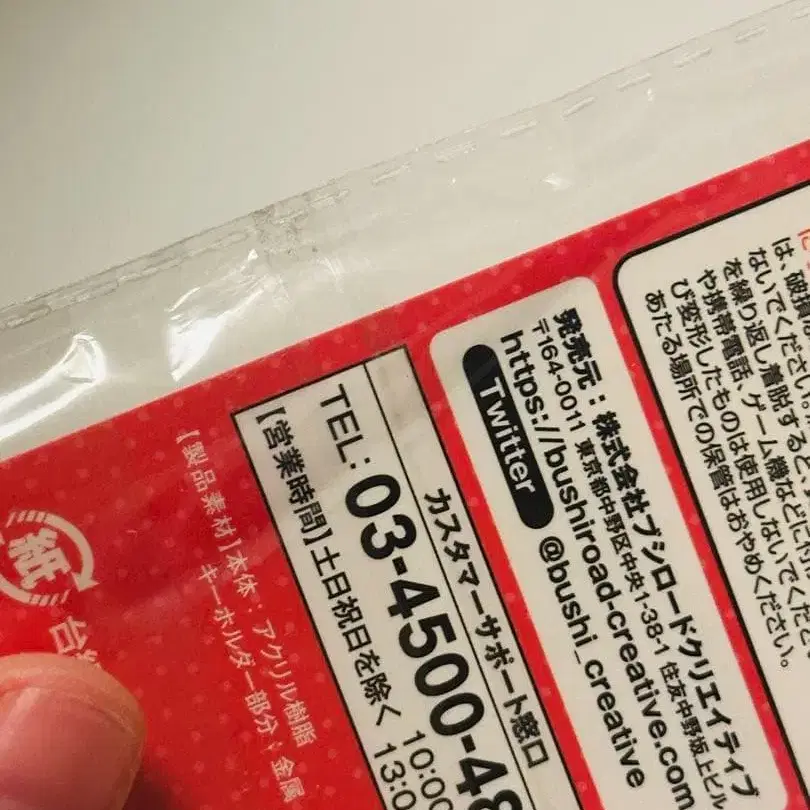 は、破損
ないでください。
を繰り返し着脱すると
や携帯電話、ゲーム機などに付
び変形したものは使用しないでくださ
あたる場所での保管はおやめください。
発売元：株式会社ブシロードクリエイティブ
〒164-0011 東京都中野区中央1-38-1 住友中野坂上ビル
https://bushiroad-creative.com
Twitter @bushi_creative
カスタマーサポート窓口
TEL: 03-4500-48
【営業時間】土日祝日を除く 10:00
13:0
【製品素材】本体：アクリル樹脂
キーホルダー部分：金属
紙
台紙